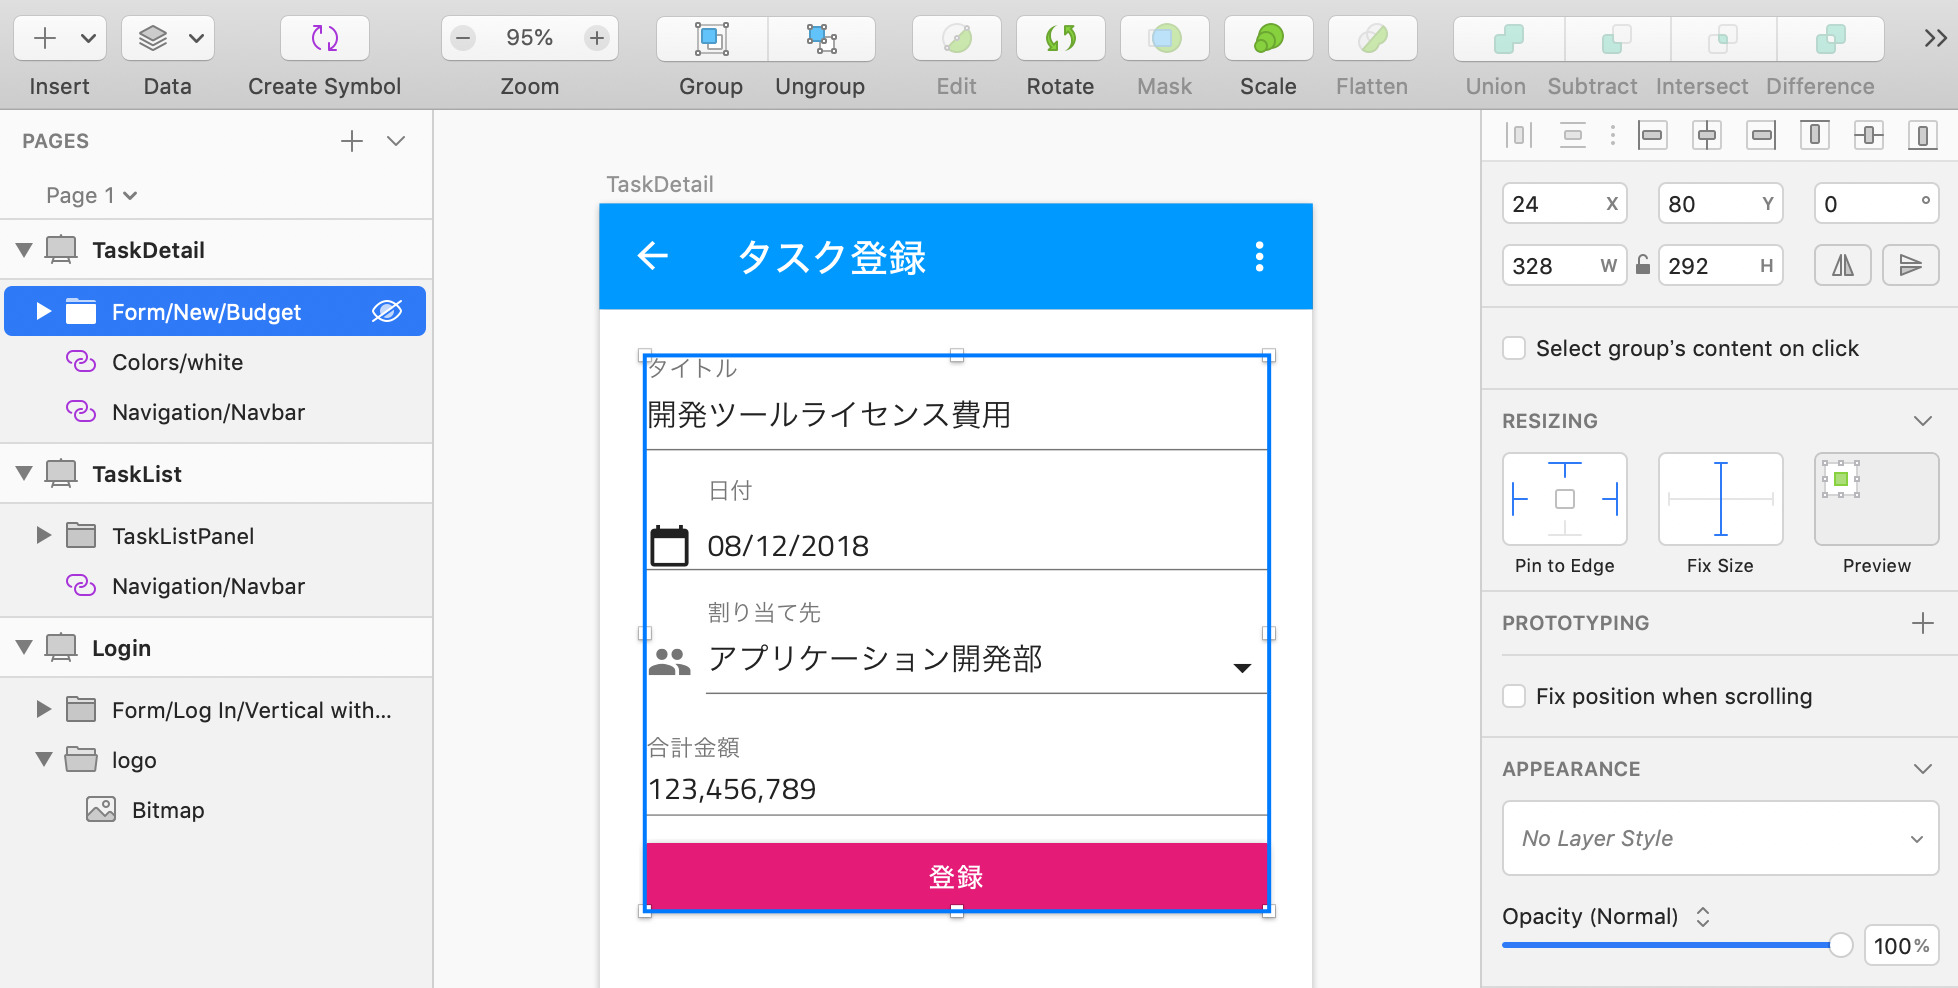 95%
Insert
Data
Create Symbol
Zoom
Group
Ungroup
Edit
Rotate
Mask
Scale
Flatten
Union
Subtract
Intersect
Difference
PAGES
Page 1
TaskDetail
Form/New/Budget
Colors/white
Navigation/Navbar
TaskList
TaskListPanel
Navigation/Navbar
Login
Form/Log In/Vertical with...
logo
Bitmap
TaskDetail
タスク登録
タイトル
開発ツールライセンス費用
日付
08/12/2018
割り当て先
アプリケーション開発部
合計金額
123,456,789
登録
24 X
80 Y
0 °
328 W
292 H
Select group's content on click
RESIZING
Pin to Edge
Fix Size
Preview
PROTOTYPING
Fix position when scrolling
APPEARANCE
No Layer Style
Opacity (Normal)
100%